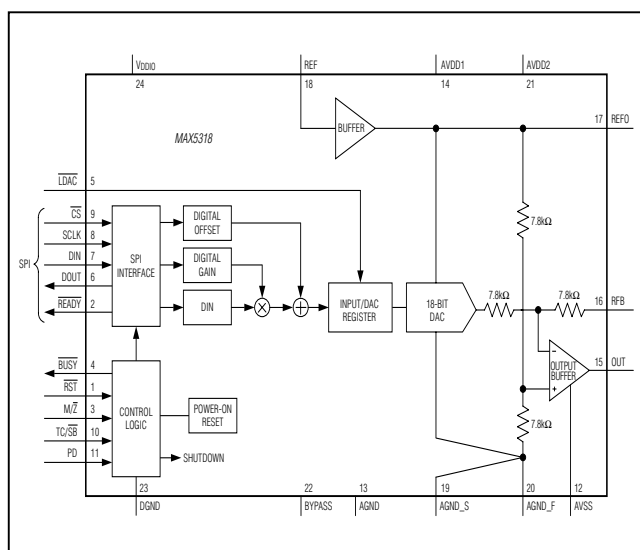 VDDIO
REF
AVDD1
AVDD2
24
18
14
21
MAX5318
BUFFER
17
REFO
LDAC
5
7.8kΩ
SPI
CS
9
SCLK
8
DIN
7
DOUT
6
READY
2
SPI
INTERFACE
DIGITAL
OFFSET
DIGITAL
GAIN
DIN
×
+
INPUT/DAC
REGISTER
18-BIT
DAC
7.8kΩ
7.8kΩ
16
RFB
−
+
OUTPUT
BUFFER
15
OUT
BUSY
4
RST
1
M/Z
3
TC/SB
10
PD
11
CONTROL
LOGIC
POWER-ON
RESET
SHUTDOWN
7.8kΩ
23
22
13
19
20
12
DGND
BYPASS
AGND
AGND_S
AGND_F
AVSS